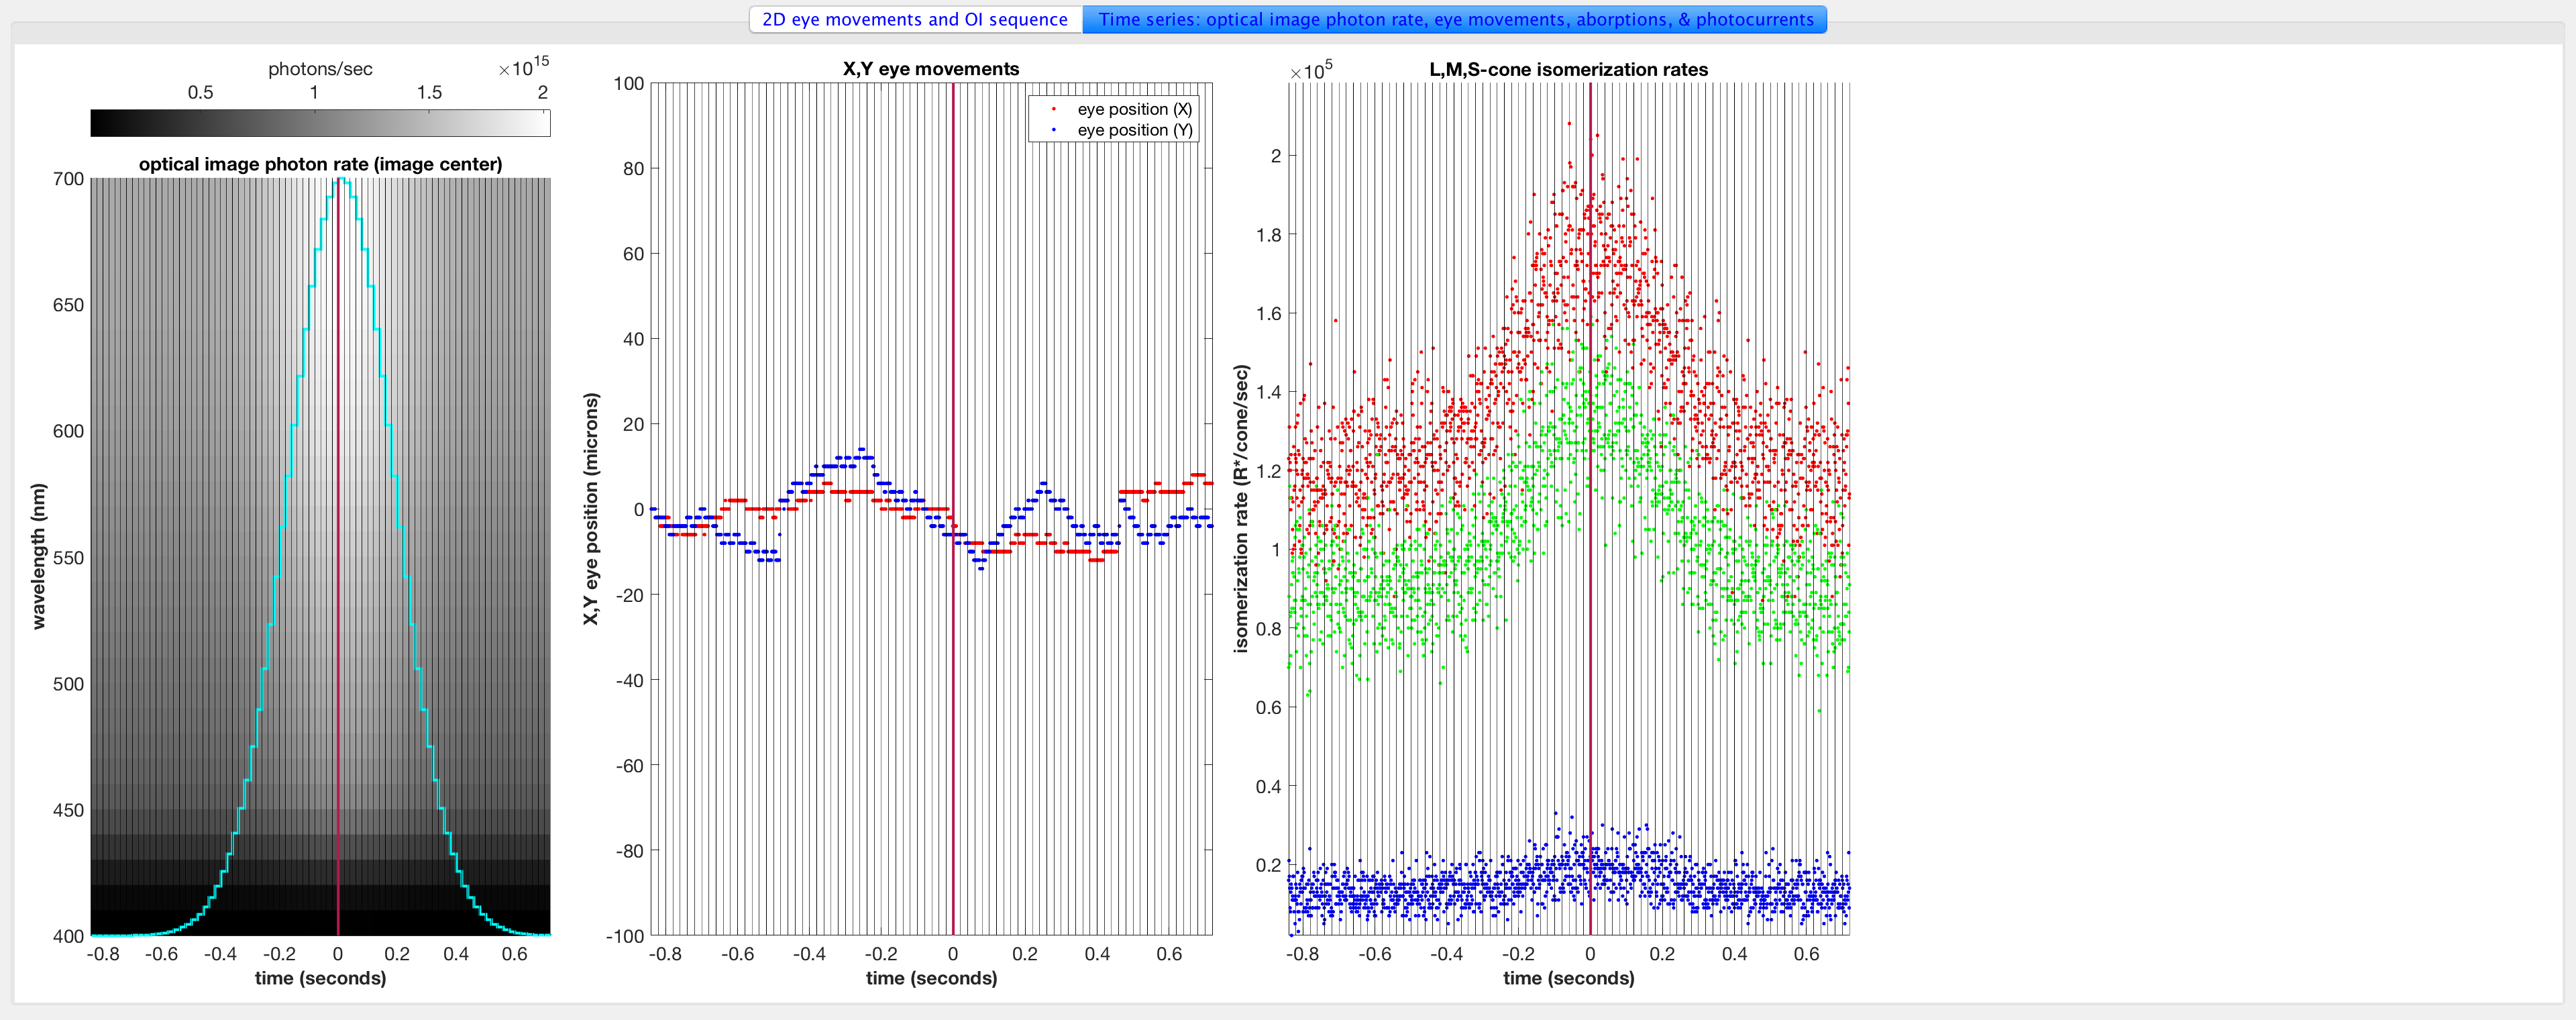 2D eye movements and OI sequence
Time series: optical image photon rate, eye movements, aborptions, & photocurrents
photons/sec
×10^15
0.5 1 1.5 2
optical image photon rate (image center)
700
650
600
550
500
450
400
wavelength (nm)
-0.8 -0.6 -0.4 -0.2 0 0.2 0.4 0.6
time (seconds)
X,Y eye movements
eye position (X)
eye position (Y)
100
80
60
40
20
0
-20
-40
-60
-80
-100
X,Y eye position (microns)
-0.8 -0.6 -0.4 -0.2 0 0.2 0.4 0.6
time (seconds)
L,M,S-cone isomerization rates
×10^5
2
1.8
1.6
1.4
1.2
1
0.8
0.6
0.4
0.2
isomerization rate (R*/cone/sec)
-0.8 -0.6 -0.4 -0.2 0 0.2 0.4 0.6
time (seconds)